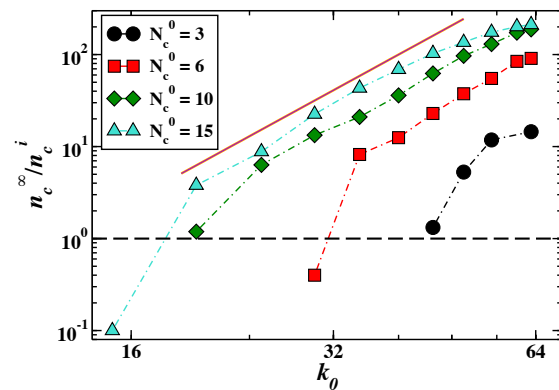 N_c^0 = 3
N_c^0 = 6
N_c^0 = 10
N_c^0 = 15
n_c^∞/n_c^i
10^2
10^1
10^0
10^-1
16 32 64
k_0